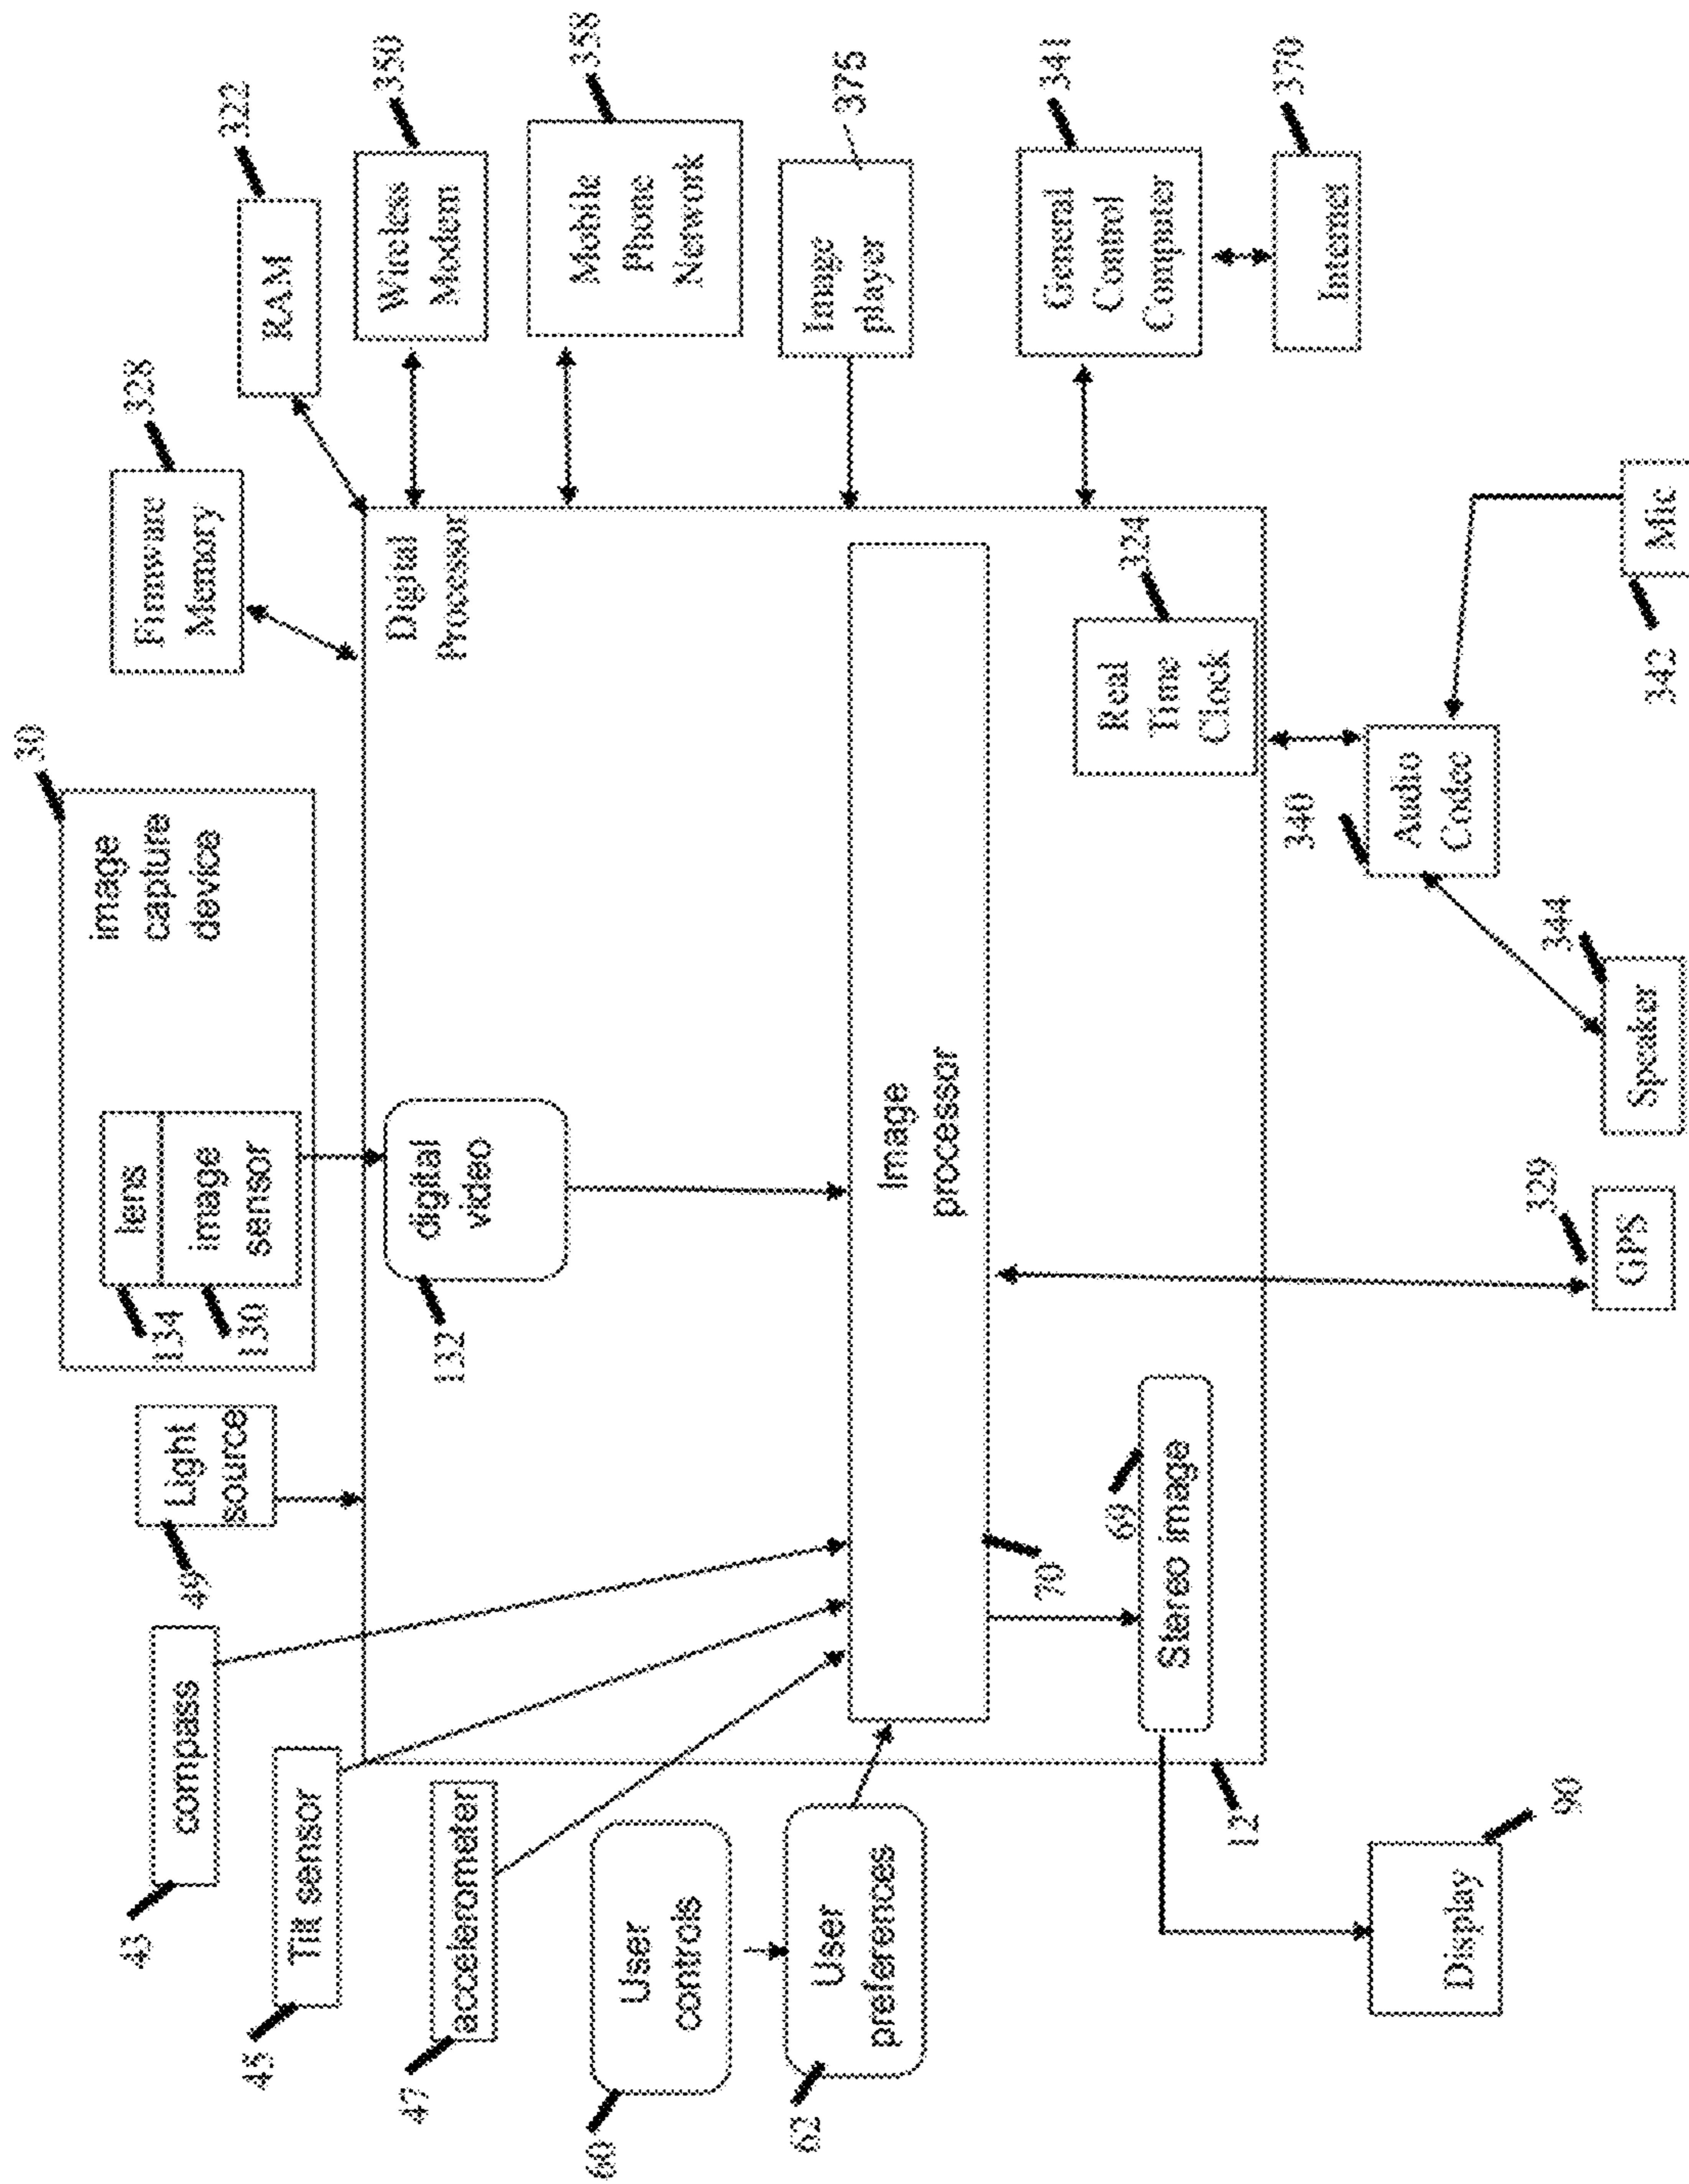 30
image
capture
device
134
lens
130
image
sensor
49
Light
source
43
compass
45
Tilt sensor
47
accelerometer
60
User
controls
62
User
preferences
328
Firmware
Memory
322
RAM
350
Wireless
Modem
358
Mobile
Phone
Network
Image
player
341
General
Control
Computer
370
Internet
Digital
Processor
132
digital
video
Image
processor
70
324
Real
Time
Clock
69
Stereo image
12
90
Display
329
GPS
340
Audio
Codec
344
Speaker
342
Mic